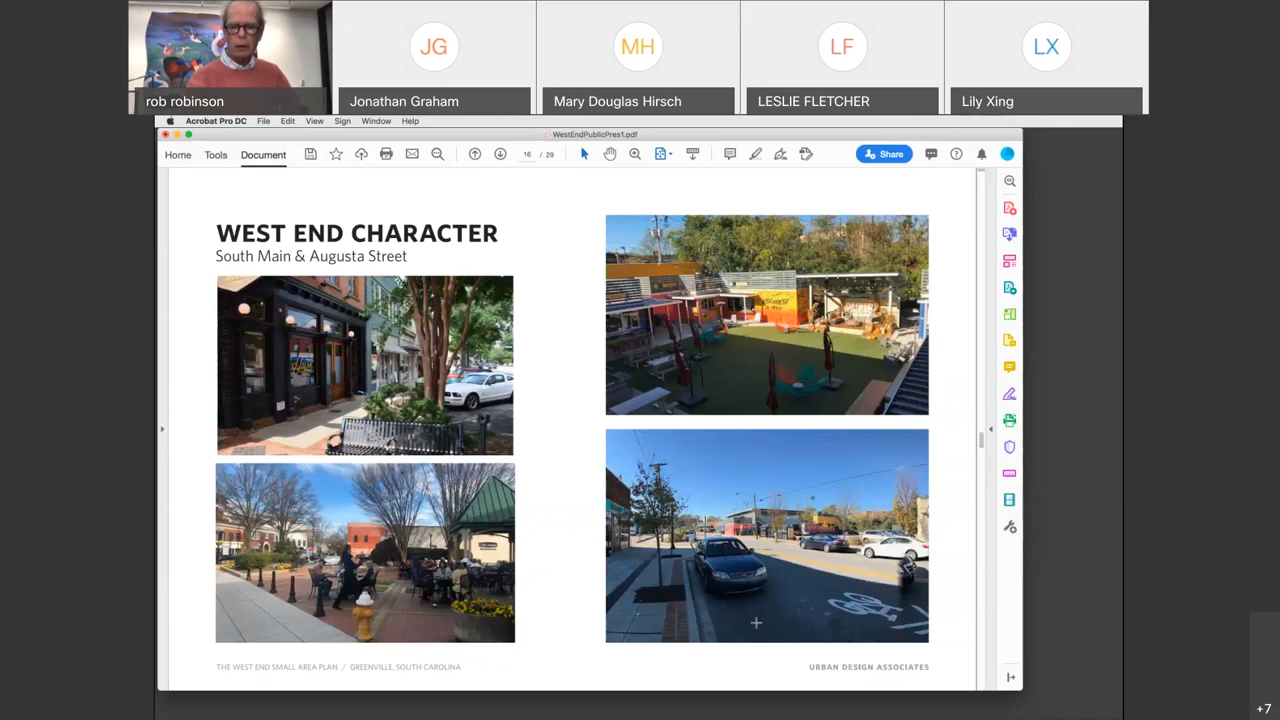 JG
MH
LF
LX
rob robinson
Jonathan Graham
Mary Douglas Hirsch
LESLIE FLETCHER
Lily Xing
Acrobat Pro DC File Edit View Sign Window Help
WestEndPublicPres1.pdf
Home Tools Document 16 / 29 Share
WEST END CHARACTER
South Main & Augusta Street
THE WEST END SMALL AREA PLAN / GREENVILLE, SOUTH CAROLINA
URBAN DESIGN ASSOCIATES
+7